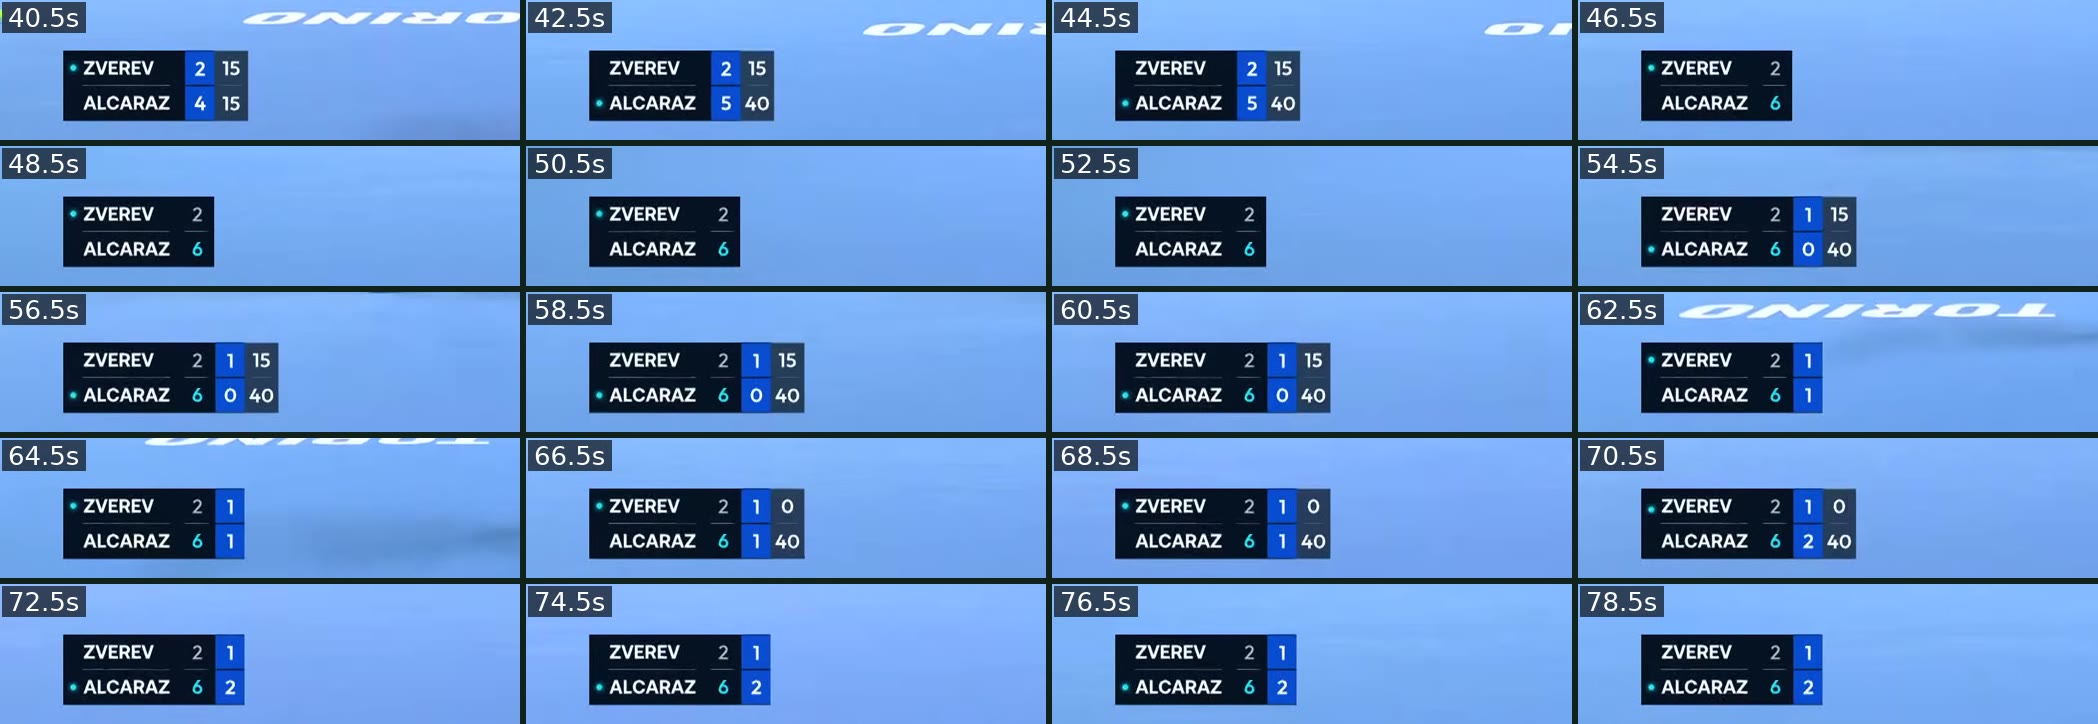 40.5s
ORINO
ZVEREV 2 15
ALCARAZ 4 15
42.5s
ZVEREV 2 15
ALCARAZ 5 40
44.5s
ZVEREV 2 15
ALCARAZ 5 40
46.5s
ZVEREV 2
ALCARAZ 6
48.5s
ZVEREV 2
ALCARAZ 6
50.5s
ZVEREV 2
ALCARAZ 6
52.5s
ZVEREV 2
ALCARAZ 6
54.5s
ZVEREV 2 1 15
ALCARAZ 6 0 40
56.5s
ZVEREV 2 1 15
ALCARAZ 6 0 40
58.5s
ZVEREV 2 1 15
ALCARAZ 6 0 40
60.5s
ZVEREV 2 1 15
ALCARAZ 6 0 40
62.5s
TORINO
ZVEREV 2 1
ALCARAZ 6 1
64.5s
TORINO
ZVEREV 2 1
ALCARAZ 6 1
66.5s
ZVEREV 2 1 0
ALCARAZ 6 1 40
68.5s
ZVEREV 2 1 0
ALCARAZ 6 1 40
70.5s
ZVEREV 2 1 0
ALCARAZ 6 2 40
72.5s
ZVEREV 2 1
ALCARAZ 6 2
74.5s
ZVEREV 2 1
ALCARAZ 6 2
76.5s
ZVEREV 2 1
ALCARAZ 6 2
78.5s
ZVEREV 2 1
ALCARAZ 6 2